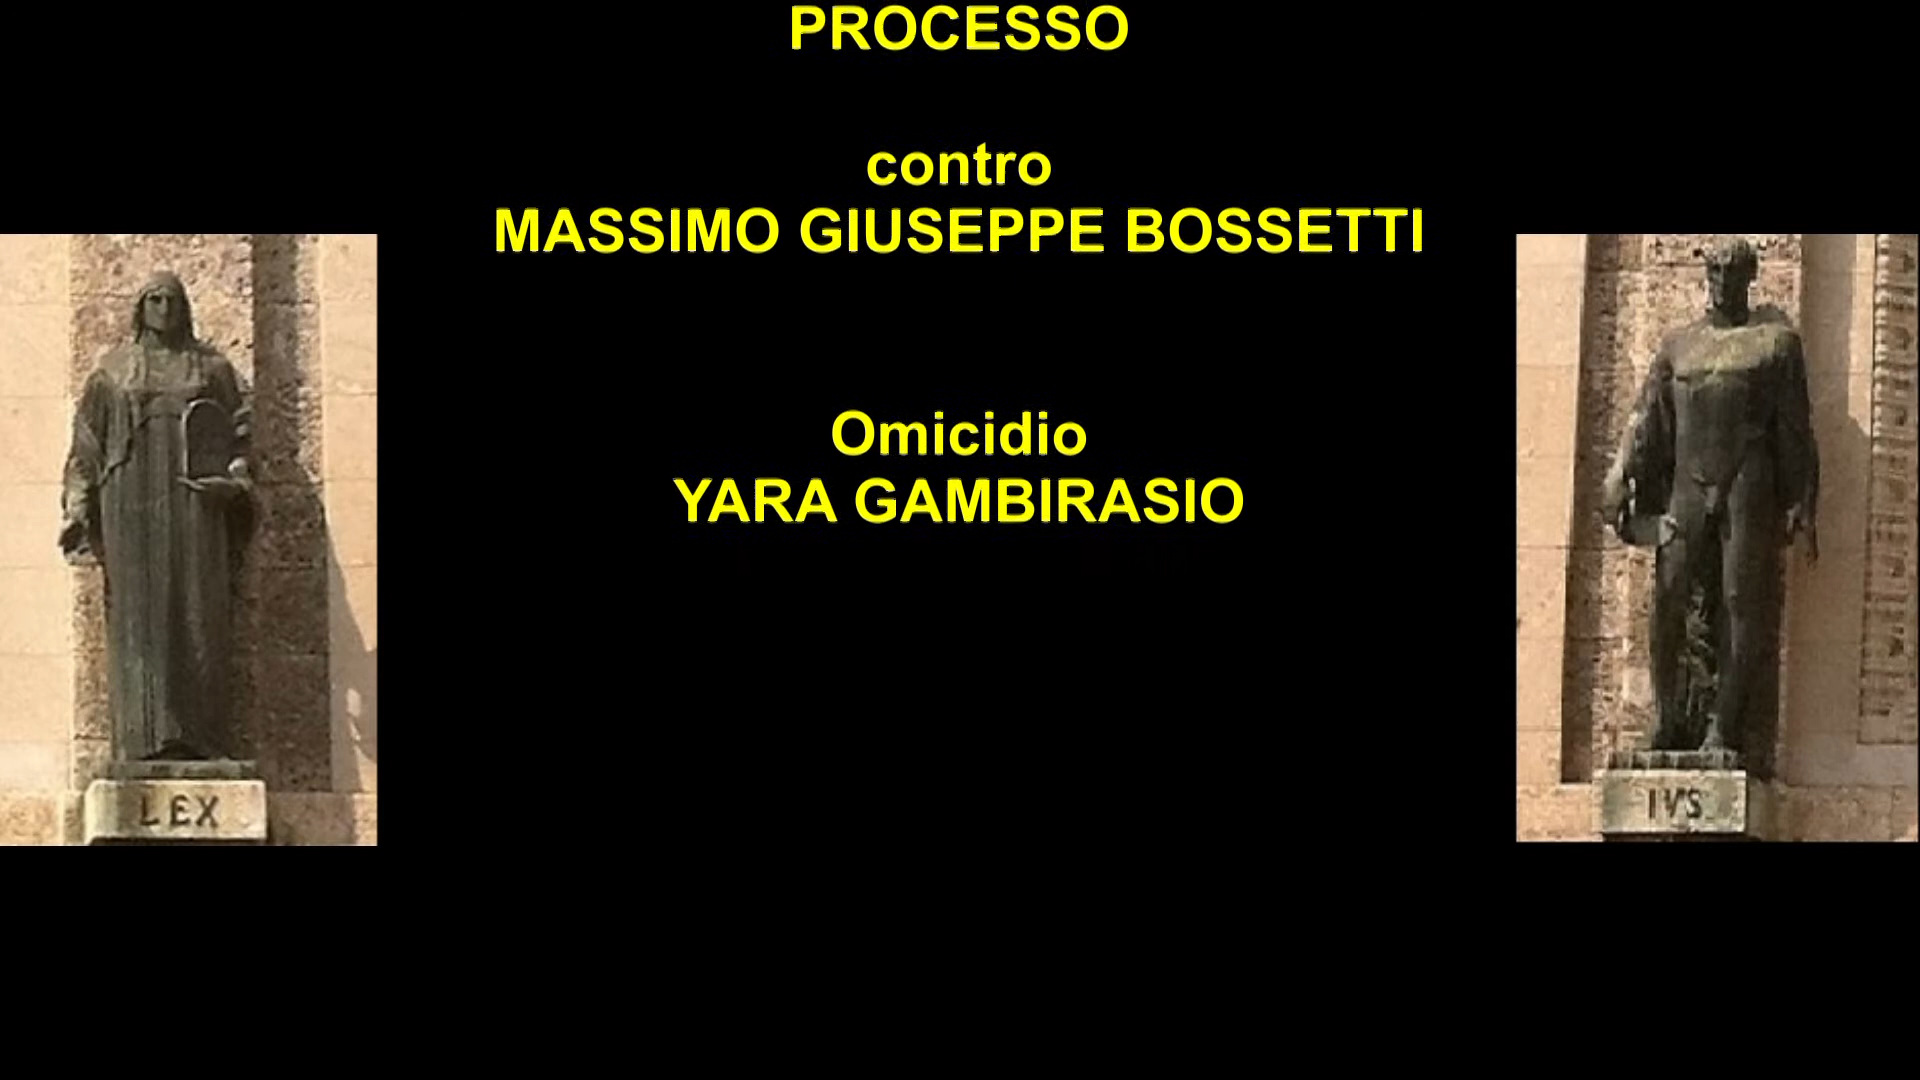 PROCESSO
contro
MASSIMO GIUSEPPE BOSSETTI
Omicidio
YARA GAMBIRASIO
LEX
IVS